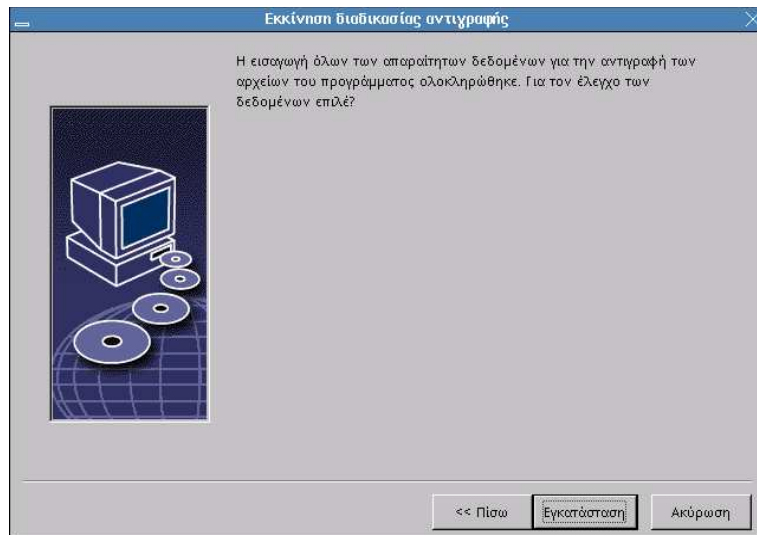 Εκκίνηση διαδικασίας αντιγραφής
Η εισαγωγή όλων των απαραίτητων δεδομένων για την αντιγραφή των
αρχείων του προγράμματος ολοκληρώθηκε. Για τον έλεγχο των
δεδομένων επιλέ?
<< Πίσω
Εγκατάσταση
Ακύρωση